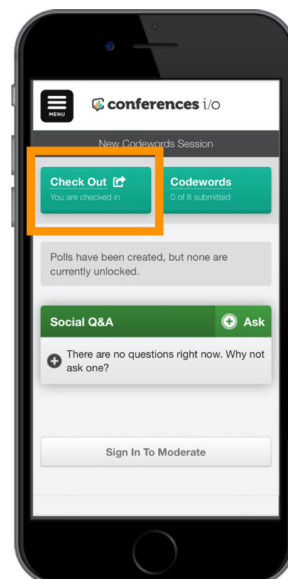 MENU
conferences i/o
New Codewords Session
Check Out
You are checked in
Codewords
0 of 8 submitted
Polls have been created, but none are
currently unlocked.
Social Q&A
Ask
There are no questions right now. Why not
ask one?
Sign In To Moderate